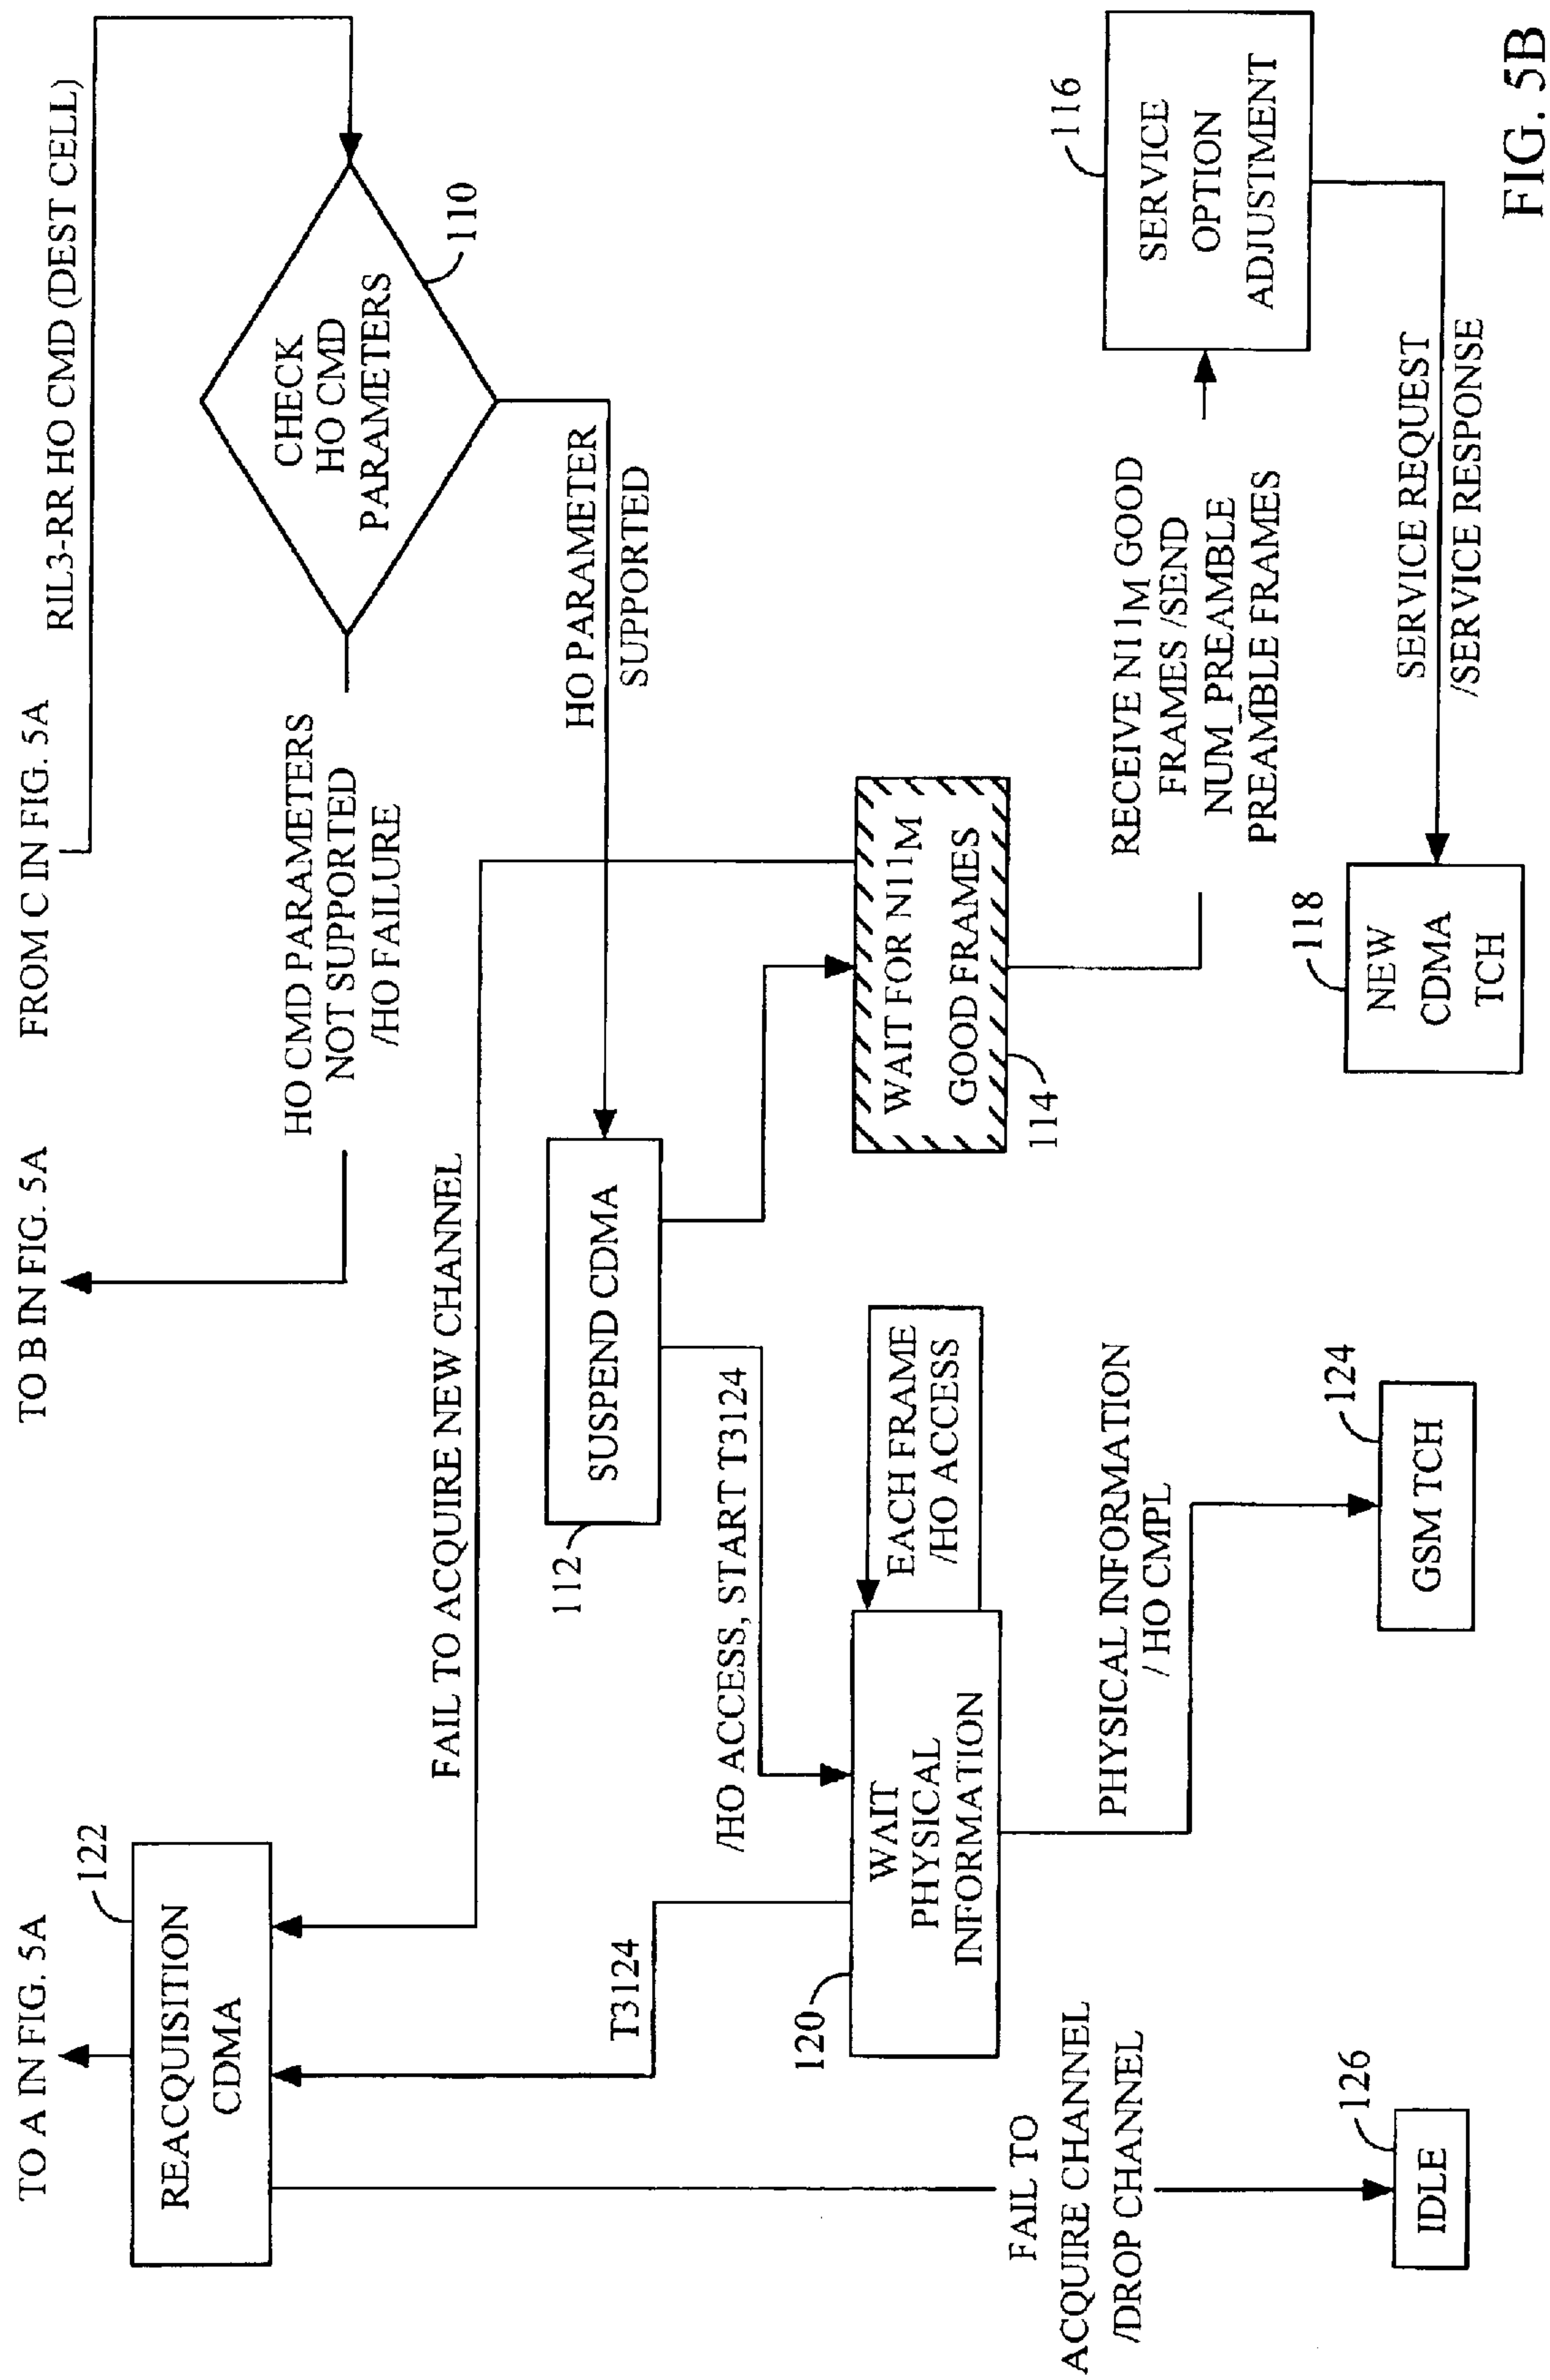 TO A IN FIG. 5A
TO B IN FIG. 5A
FROM C IN FIG. 5A
RIL3-RR HO CMD (DEST CELL)
122
REACQUISITION
CDMA
HO CMD PARAMETERS
NOT SUPPORTED
/HO FAILURE
CHECK
HO CMD
PARAMETERS
110
FAIL TO ACQUIRE NEW CHANNEL
HO PARAMETER
SUPPORTED
112
SUSPEND CDMA
T3124
/HO ACCESS, START T3124
120
WAIT
PHYSICAL
INFORMATION
EACH FRAME
/HO ACCESS
WAIT FOR N11M
GOOD FRAMES
114
RECEIVE N11M GOOD
FRAMES /SEND
NUM_PREAMBLE
PREAMBLE FRAMES
116
SERVICE
OPTION
ADJUSTMENT
FAIL TO
ACQUIRE CHANNEL
/DROP CHANNEL
PHYSICAL INFORMATION
/ HO CMPL
126
IDLE
124
GSM TCH
118
NEW
CDMA
TCH
SERVICE REQUEST
/SERVICE RESPONSE
FIG. 5B